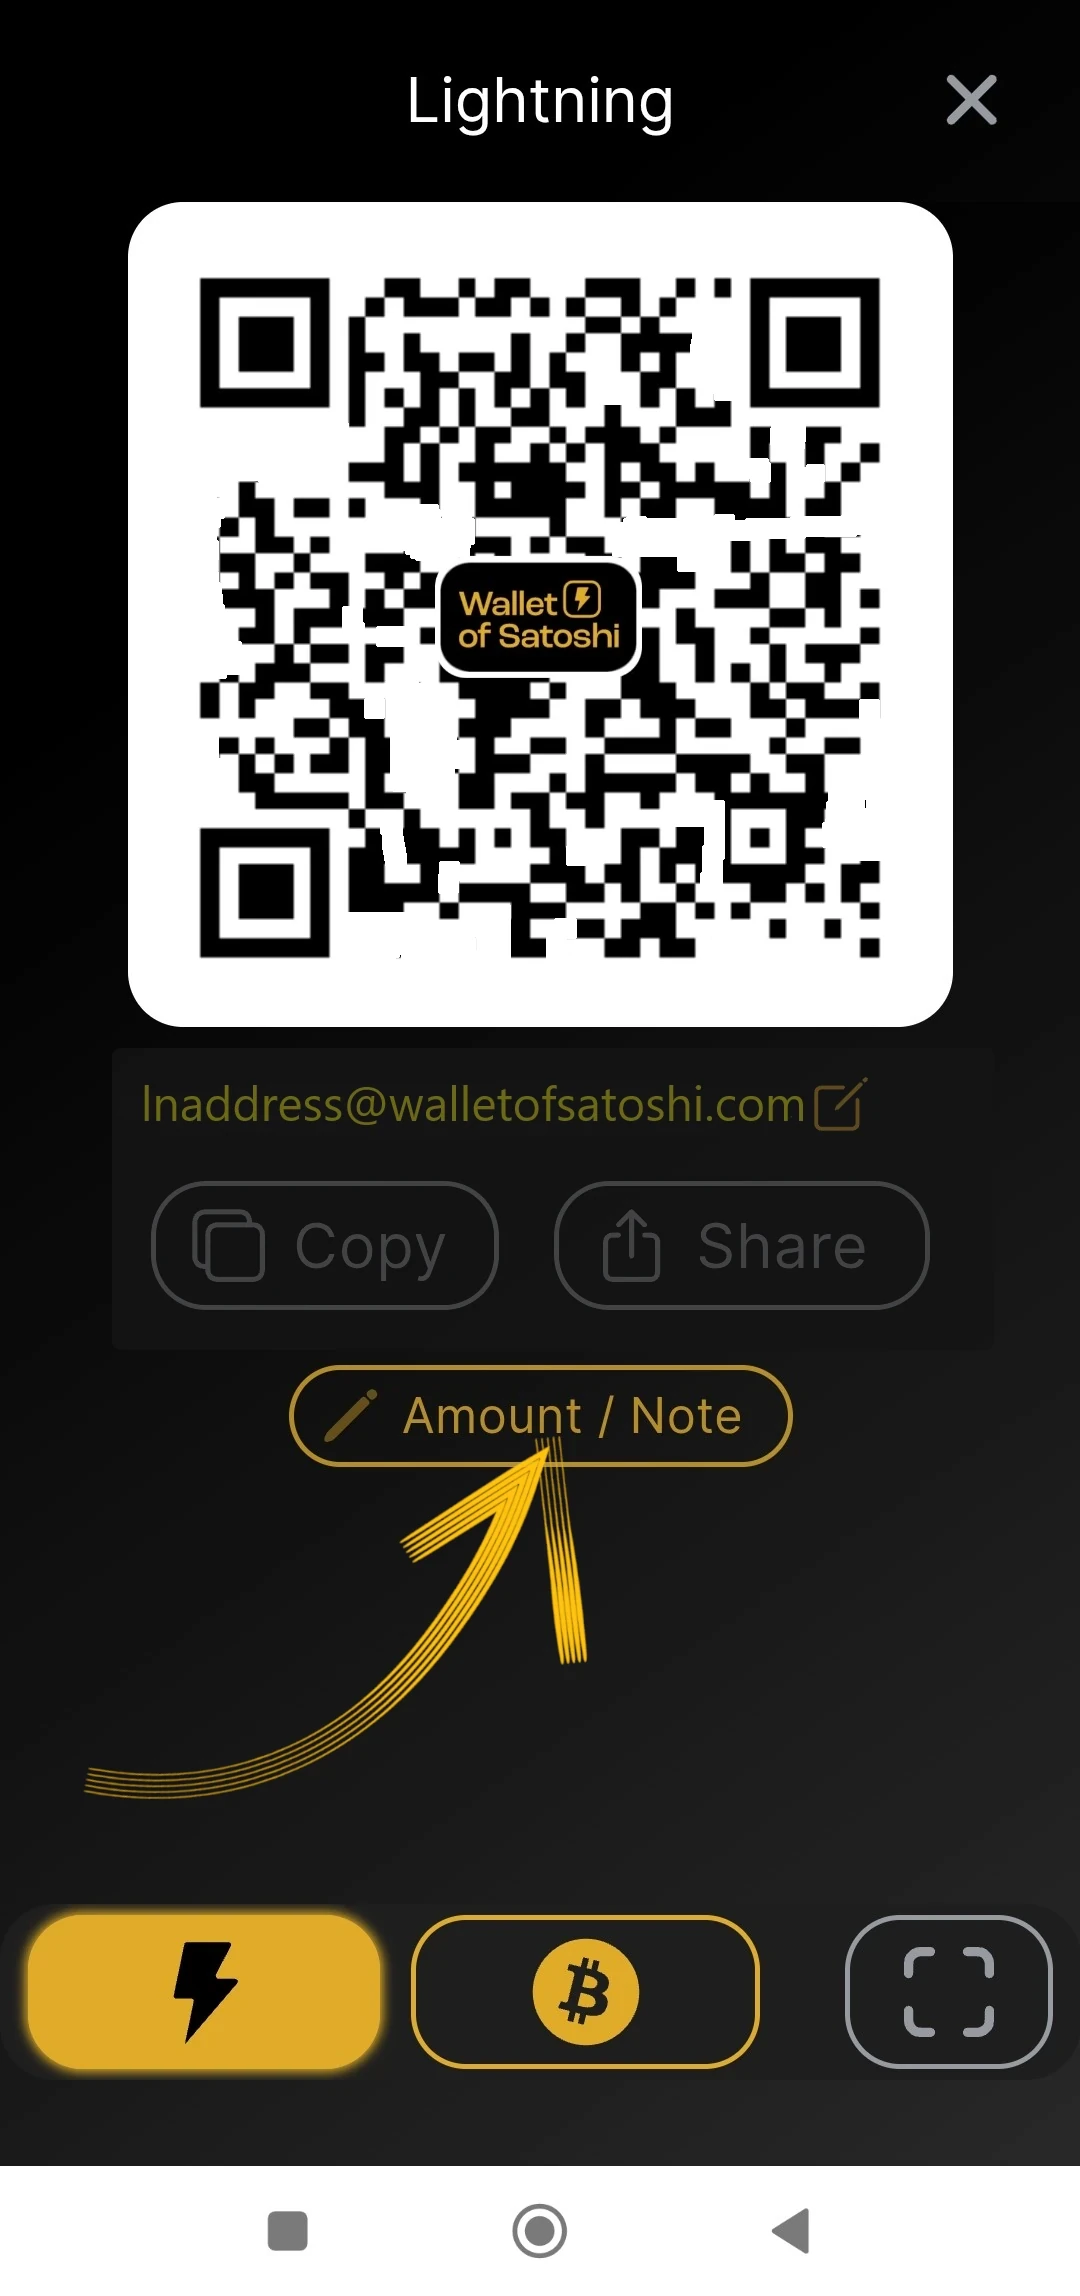 Lightning
Wallet
of Satoshi
lnaddress@walletofsatoshi.com
Copy
Share
Amount / Note